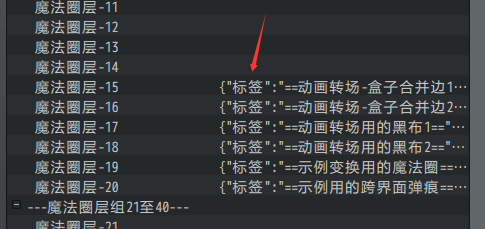 魔法圈层-11
魔法圈层-12
魔法圈层-13
魔法圈层-14
魔法圈层-15 {"标签":"==动画转场-盒子合并边1…
魔法圈层-16 {"标签":"==动画转场-盒子合并边2…
魔法圈层-17 {"标签":"==动画转场用的黑布1=="…
魔法圈层-18 {"标签":"==动画转场用的黑布2=="…
魔法圈层-19 {"标签":"==示例变换用的魔法圈==…
魔法圈层-20 {"标签":"==示例用的跨界面弹痕==…
---魔法圈层组21至40---
魔法圈层-21